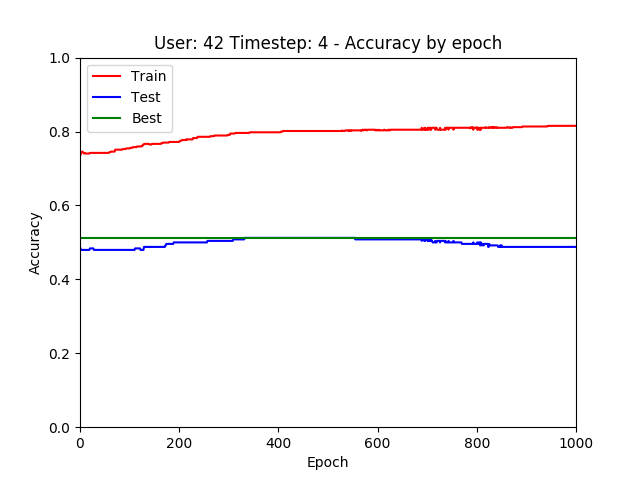 User: 42 Timestep: 4 - Accuracy by epoch
1.0
0.8
0.6
0.4
0.2
0.0
Accuracy
Train
Test
Best
0 200 400 600 800 1000
Epoch